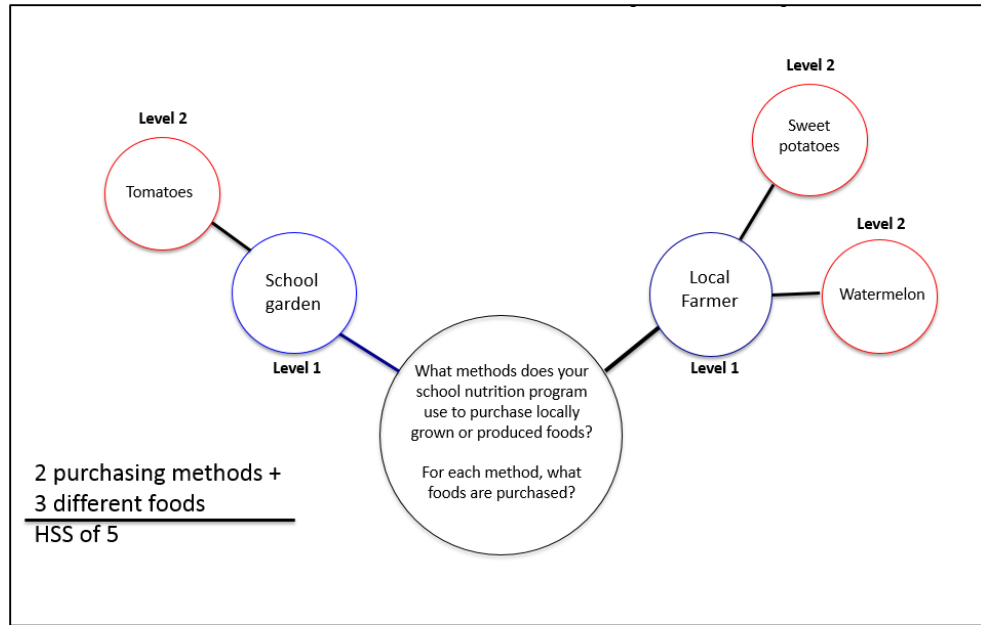 Level 2
Sweet
potatoes
Level 2
Tomatoes
Level 2
Watermelon
School
garden
Level 1
Local
Farmer
Level 1
What methods does your
school nutrition program
use to purchase locally
grown or produced foods?
For each method, what
foods are purchased?
2 purchasing methods +
3 different foods
HSS of 5